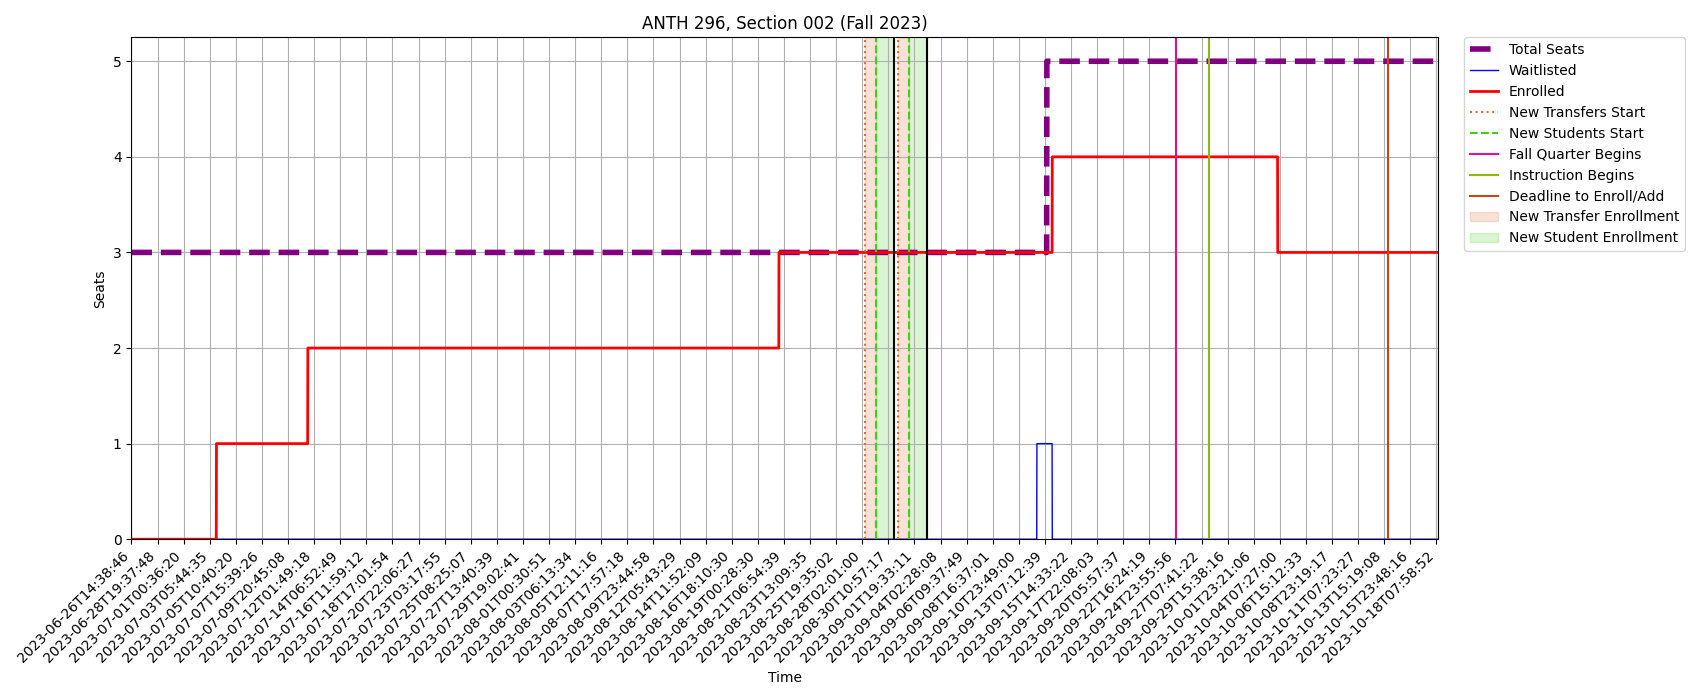 ANTH 296, Section 002 (Fall 2023)
Seats
5
4
3
2
1
0
Total Seats
Waitlisted
Enrolled
New Transfers Start
New Students Start
Fall Quarter Begins
Instruction Begins
Deadline to Enroll/Add
New Transfer Enrollment
New Student Enrollment
2023-06-26T14:38:46
2023-06-28T19:37:48
2023-07-01T00:36:20
2023-07-03T05:44:35
2023-07-05T10:40:20
2023-07-07T15:39:26
2023-07-09T20:45:08
2023-07-12T01:49:18
2023-07-14T06:52:49
2023-07-16T11:59:12
2023-07-18T17:01:54
2023-07-20T22:06:27
2023-07-23T03:17:55
2023-07-25T08:25:07
2023-07-27T13:40:39
2023-07-29T19:02:41
2023-08-01T00:30:51
2023-08-03T06:13:34
2023-08-05T12:11:16
2023-08-07T17:57:18
2023-08-09T23:44:58
2023-08-12T05:43:29
2023-08-14T11:52:09
2023-08-16T18:10:30
2023-08-19T00:28:30
2023-08-21T06:54:39
2023-08-23T13:09:35
2023-08-25T19:35:02
2023-08-28T02:01:00
2023-08-30T10:57:17
2023-09-01T19:33:11
2023-09-04T02:28:08
2023-09-06T09:37:49
2023-09-08T16:37:01
2023-09-10T23:49:00
2023-09-13T07:12:39
2023-09-15T14:33:22
2023-09-17T22:08:03
2023-09-20T05:57:37
2023-09-22T16:24:19
2023-09-24T23:55:56
2023-09-27T07:41:22
2023-09-29T15:38:16
2023-10-01T23:21:06
2023-10-04T07:27:00
2023-10-06T15:12:33
2023-10-08T23:19:17
2023-10-11T07:23:27
2023-10-13T15:19:08
2023-10-15T23:48:16
2023-10-18T07:58:52
Time